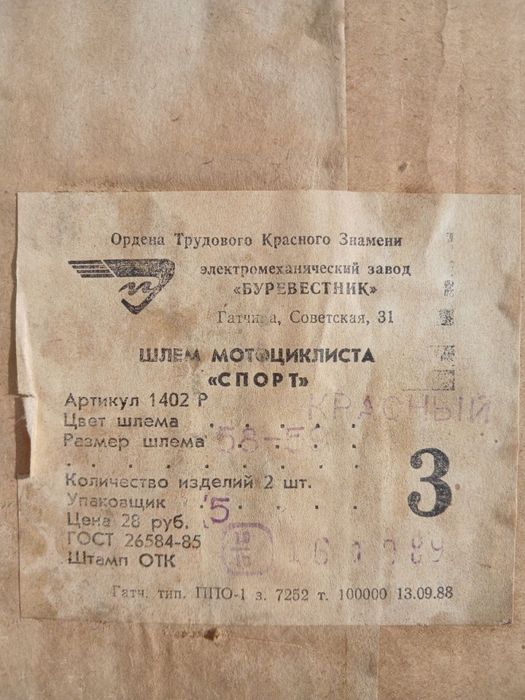 Ордена Трудового Красного Знамени
электромеханический завод
«БУРЕВЕСТНИК»
Гатчина, Советская, 31
ШЛЕМ МОТОЦИКЛИСТА
«СПОРТ»
Артикул 1402 Р
Цвет шлема . . . КРАСНЫЙ
Размер шлема 58-59
Количество изделий 2 шт.
Упаковщик 5
Цена 28 руб.
ГОСТ 26584-85
Штамп ОТК
3
Гатч. тип. ППО-1 з. 7252 т. 100000 13.09.88